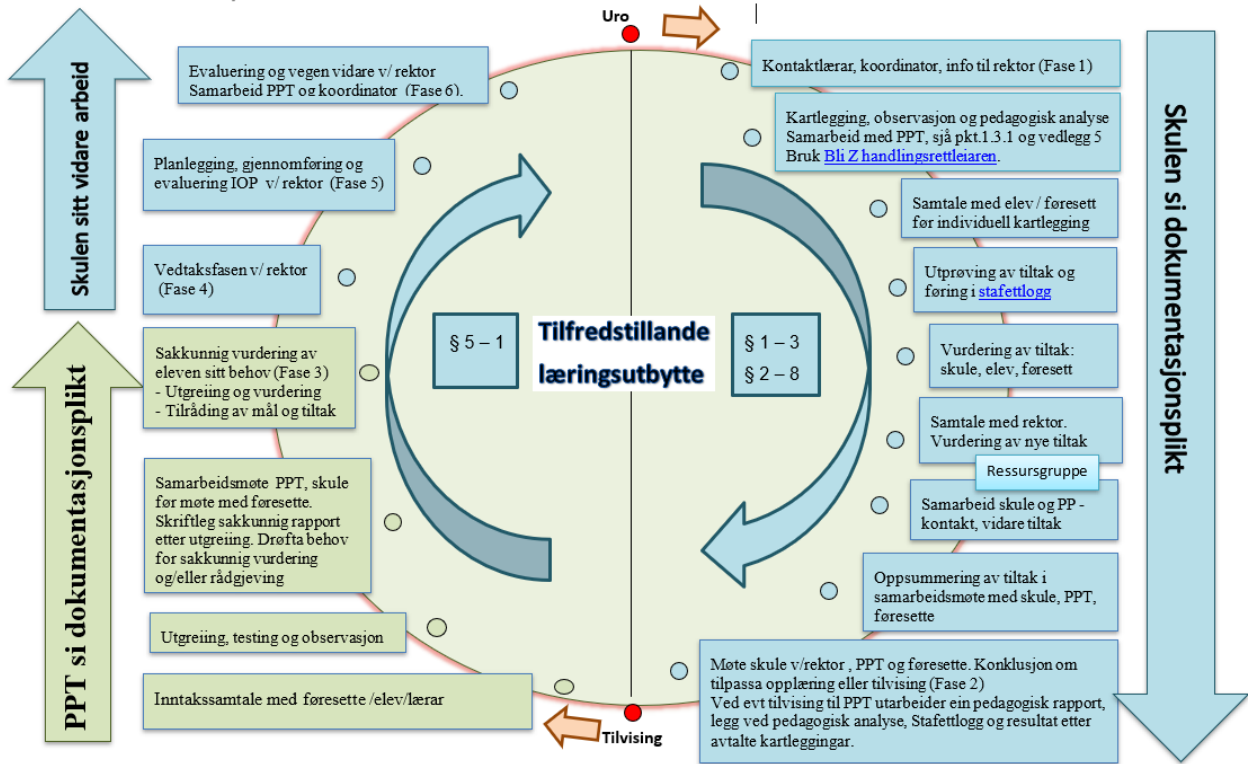 Uro
Kontaktlærar, koordinator, info til rektor (Fase 1)
Kartlegging, observasjon og pedagogisk analyse
Samarbeid med PPT, sjå pkt.1.3.1 og vedlegg 5
Bruk Bli Z handlingsrettleiaren.
Samtale med elev / føresett
før individuell kartlegging
Utprøving av tiltak og
føring i stafettlogg
Vurdering av tiltak:
skule, elev, føresett
Samtale med rektor.
Vurdering av nye tiltak
Ressursgruppe
Samarbeid skule og PP -
kontakt, vidare tiltak
Oppsummering av tiltak i
samarbeidsmøte med skule, PPT,
føresette
Møte skule v/rektor , PPT og føresette. Konklusjon om
tilpassa opplæring eller tilvising (Fase 2)
Ved evt tilvising til PPT utarbeider ein pedagogisk rapport,
legg ved pedagogisk analyse, Stafettlogg og resultat etter
avtalte kartleggingar.
Skulen si dokumentasjonsplikt
Tilvising
Inntakssamtale med føresette /elev/lærar
Utgreiing, testing og observasjon
Samarbeidsmøte PPT, skule
før møte med føresette.
Skriftleg sakkunnig rapport
etter utgreiing. Drøfta behov
for sakkunnig vurdering
og/eller rådgjeving
Sakkunnig vurdering av
eleven sitt behov (Fase 3)
- Utgreiing og vurdering
- Tilråding av mål og tiltak
PPT si dokumentasjonsplikt
Vedtaksfasen v/ rektor
(Fase 4)
Planlegging, gjennomføring og
evaluering IOP v/ rektor (Fase 5)
Evaluering og vegen vidare v/ rektor
Samarbeid PPT og koordinator (Fase 6).
Skulen sitt vidare arbeid
§ 5 – 1
Tilfredstillande
læringsutbytte
§ 1 – 3
§ 2 – 8